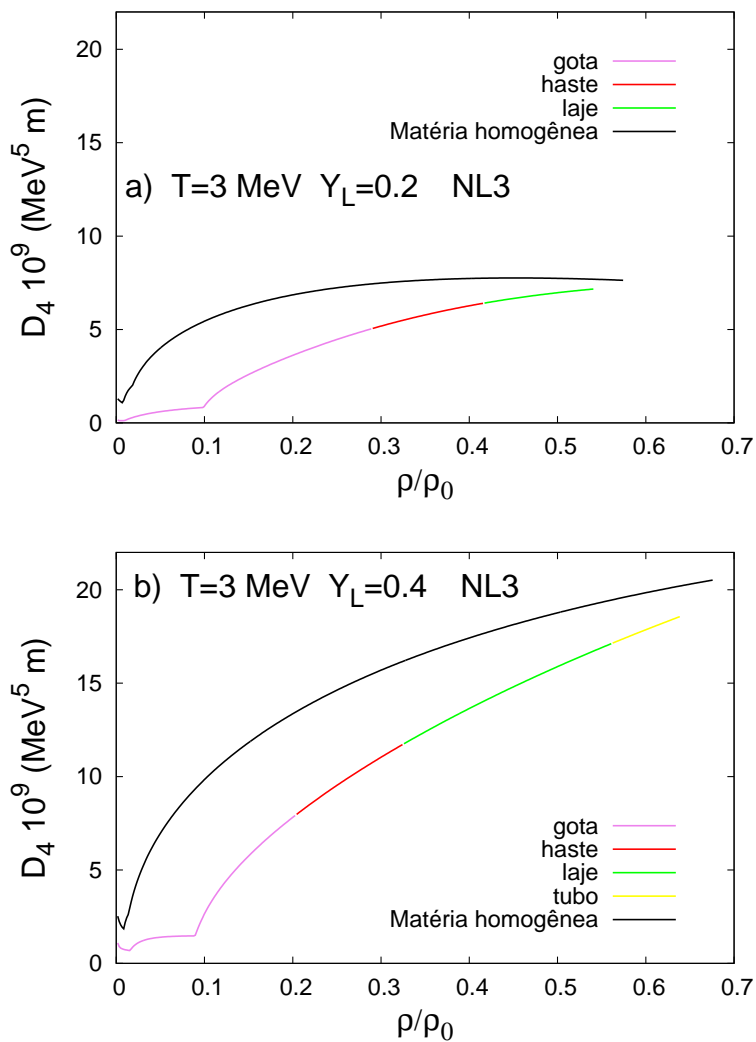 20
15
10
5
0
D₄ 10⁹ (MeV⁵ m)
gota
haste
laje
Matéria homogênea
a) T=3 MeV Y_L=0.2 NL3
0 0.1 0.2 0.3 0.4 0.5 0.6 0.7
ρ/ρ₀
20
15
10
5
0
D₄ 10⁹ (MeV⁵ m)
b) T=3 MeV Y_L=0.4 NL3
gota
haste
laje
tubo
Matéria homogênea
0 0.1 0.2 0.3 0.4 0.5 0.6 0.7
ρ/ρ₀